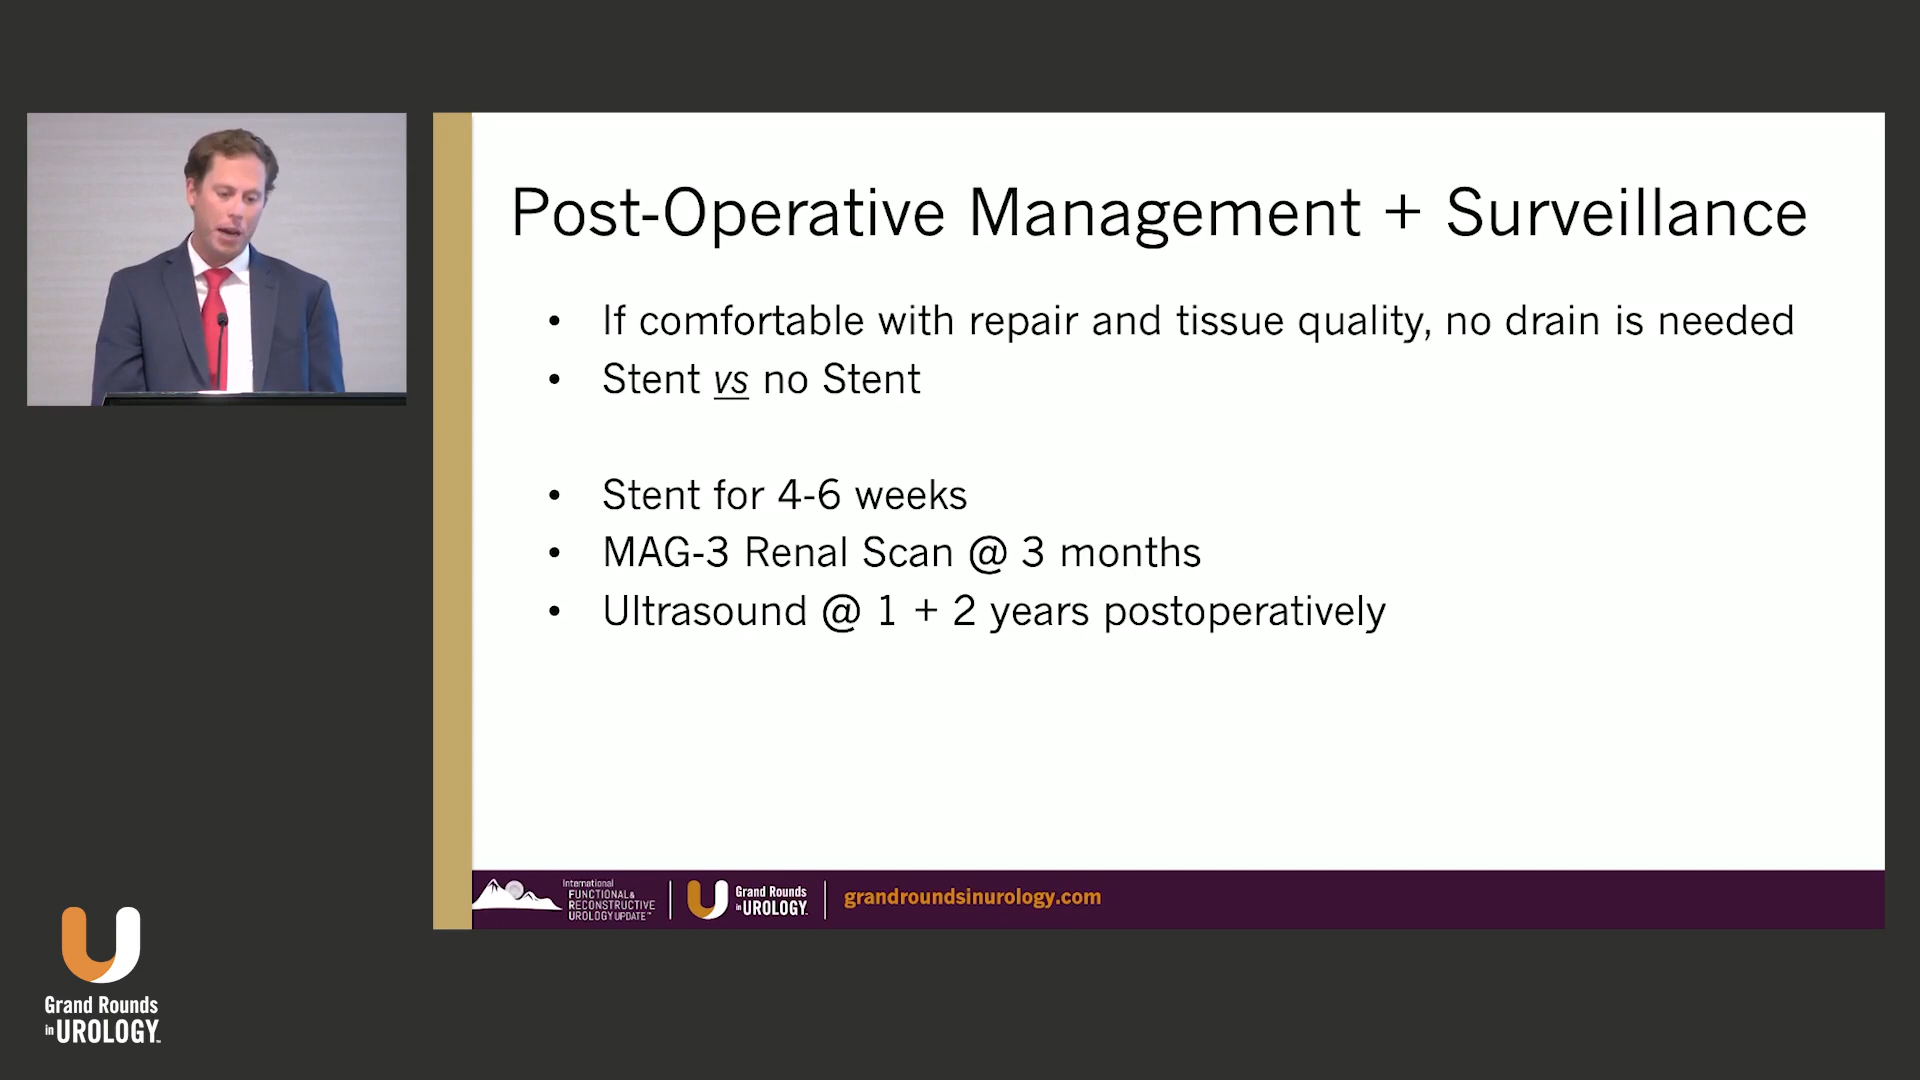 Post-Operative Management + Surveillance
• If comfortable with repair and tissue quality, no drain is needed
• Stent vs no Stent
• Stent for 4-6 weeks
• MAG-3 Renal Scan @ 3 months
• Ultrasound @ 1 + 2 years postoperatively
International
FUNCTIONAL &
RECONSTRUCTIVE
UROLOGY UPDATE™
Grand Rounds
in UROLOGY.
grandroundsinurology.com
Grand Rounds
in UROLOGY™